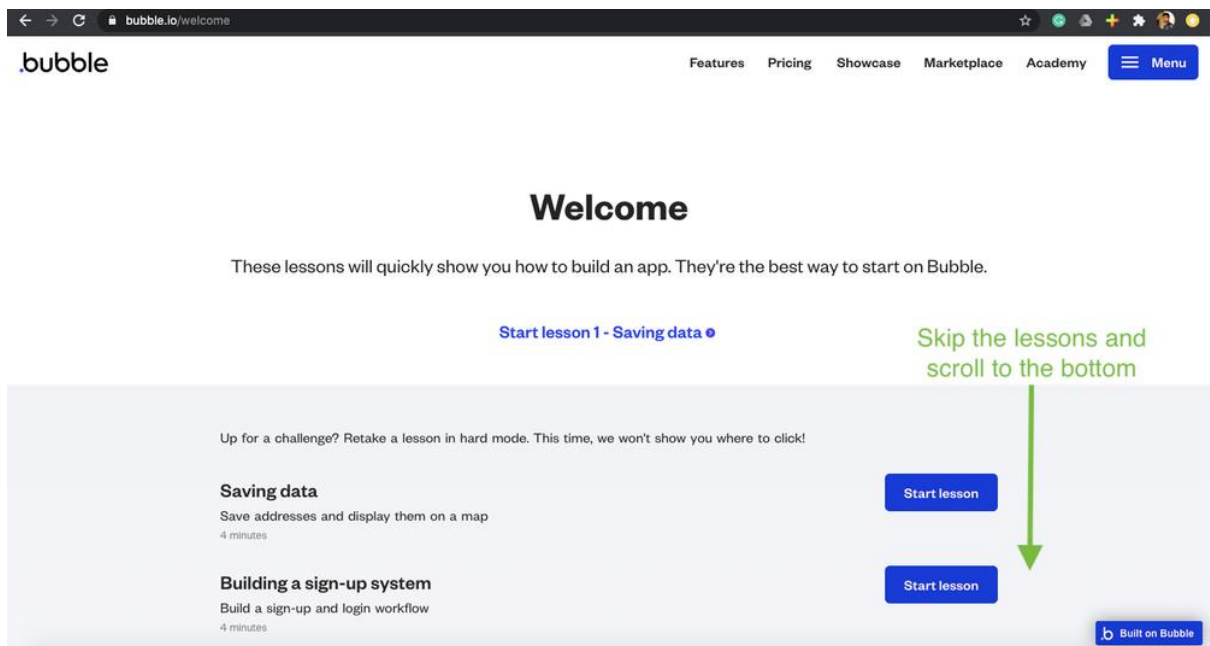 bubble.io/welcome
.bubble
Features Pricing Showcase Marketplace Academy Menu
Welcome
These lessons will quickly show you how to build an app. They're the best way to start on Bubble.
Start lesson 1 - Saving data
Skip the lessons and
scroll to the bottom
Up for a challenge? Retake a lesson in hard mode. This time, we won't show you where to click!
Saving data
Start lesson
Save addresses and display them on a map
4 minutes
Building a sign-up system
Start lesson
Build a sign-up and login workflow
4 minutes
.b Built on Bubble